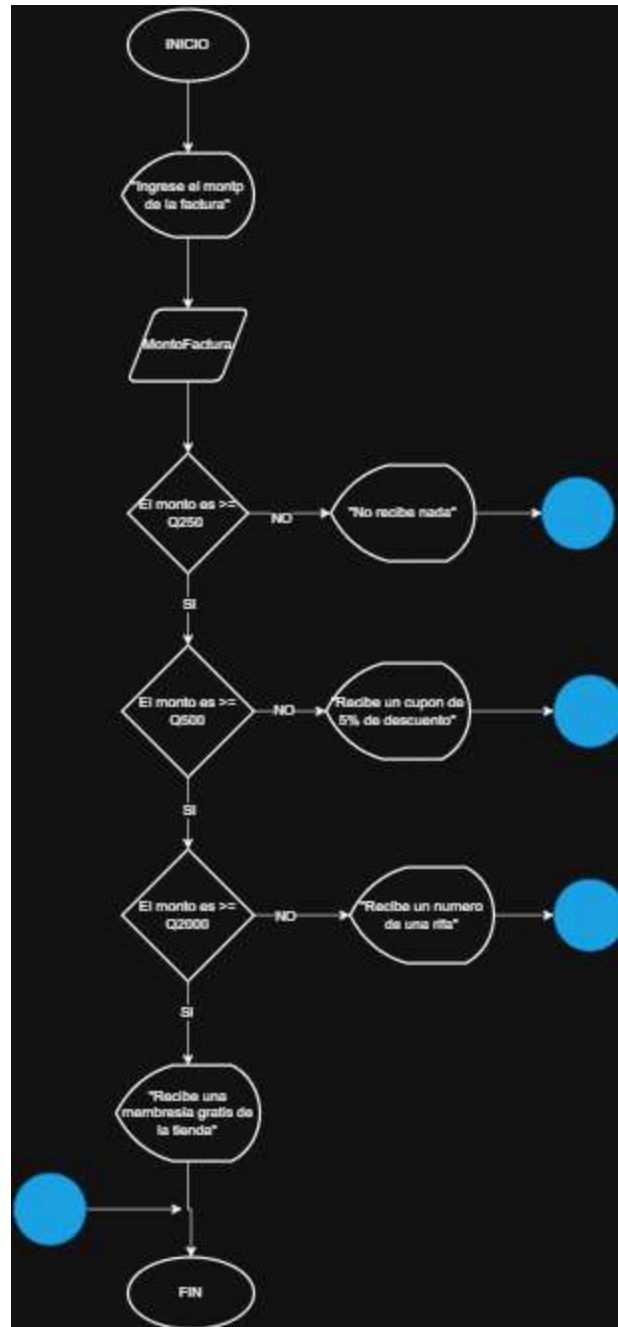 INICIO
"Ingrese el montp
de la factura"
MontoFactura
El monto es >=
Q250
NO
"No recibe nada"
SI
El monto es >=
Q500
NO
"Recibe un cupon de
5% de descuento"
SI
El monto es >=
Q2000
NO
"Recibe un numero
de una rifa"
SI
"Recibe una
membresia gratis de
la tienda"
FIN